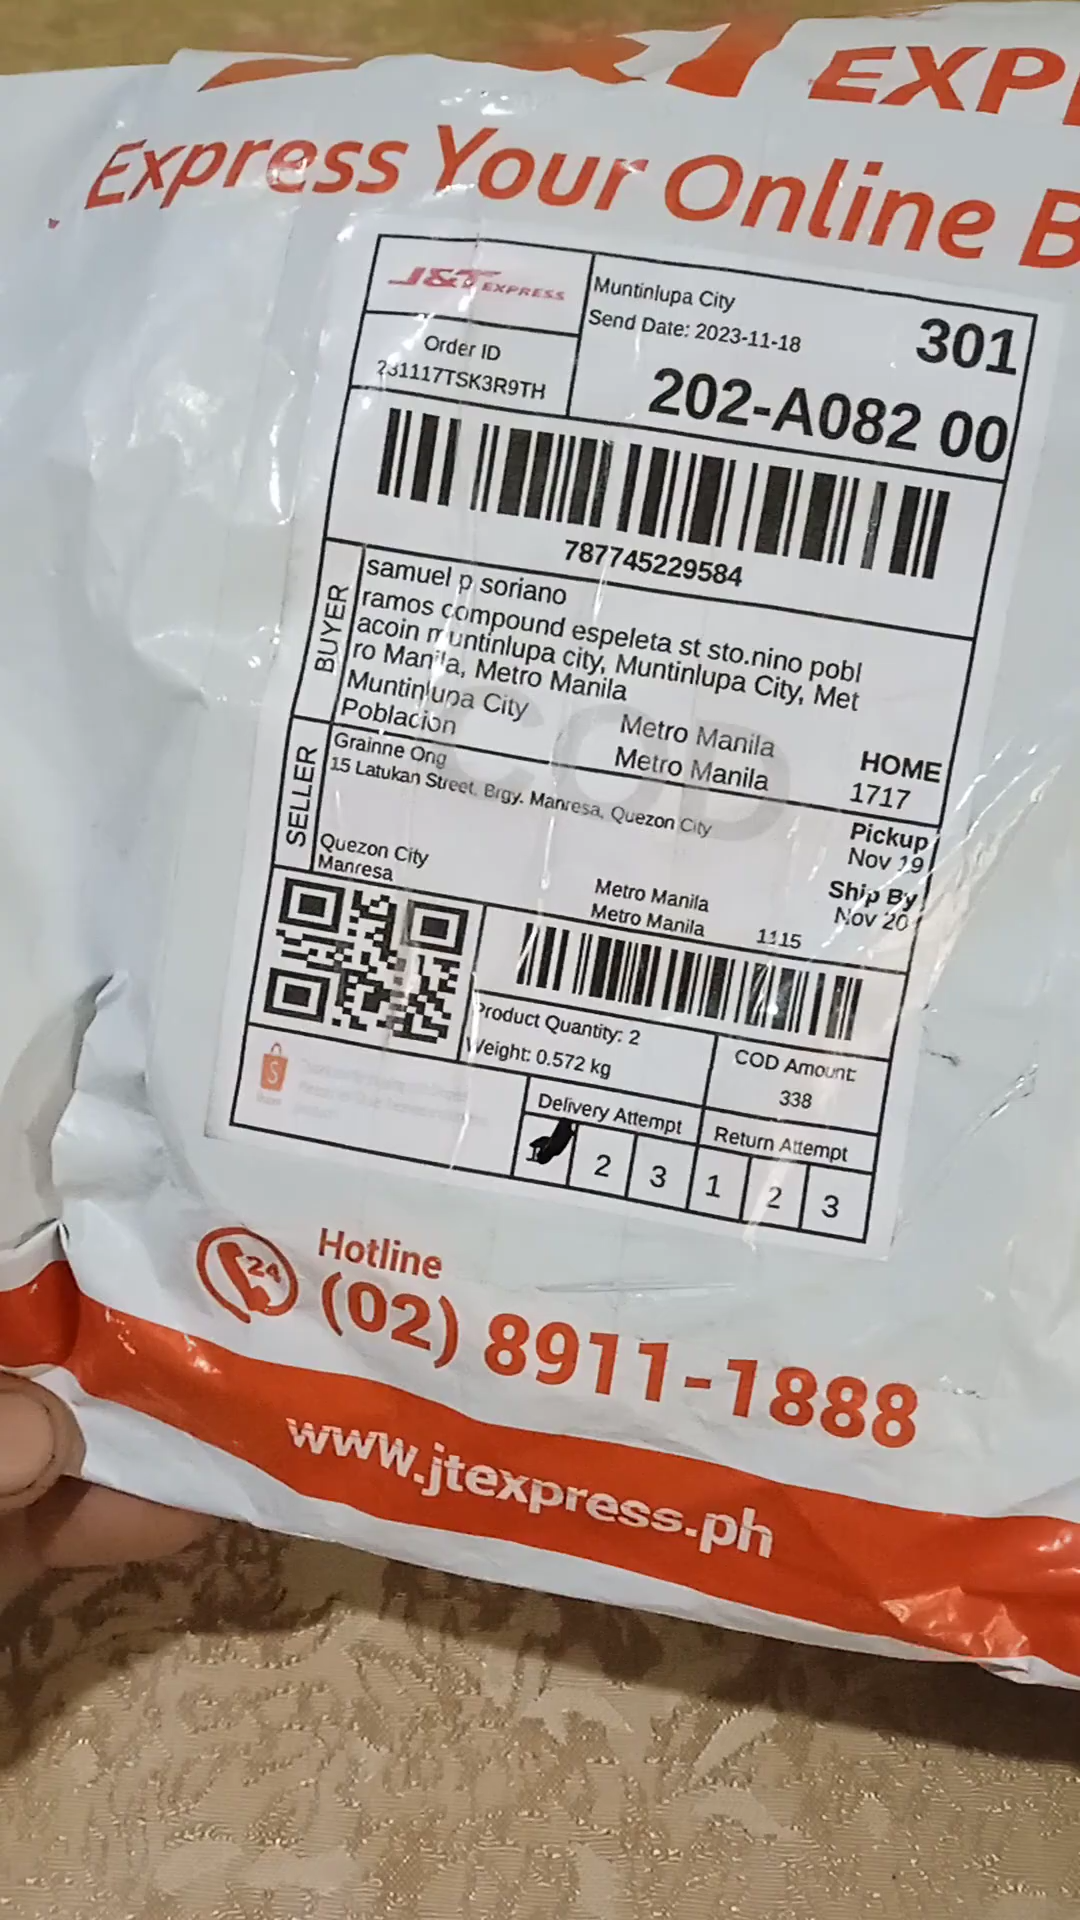 EXP
Express Your Online B
J&T EXPRESS
Muntinlupa City
Send Date: 2023-11-18
301
Order ID
231117TSK3R9TH
202-A082 00
787745229584
BUYER
samuel p soriano
ramos compound espeleta st sto.nino pobl
acoin muntinlupa city, Muntinlupa City, Met
ro Manila, Metro Manila
Muntinlupa City Metro Manila HOME
Poblacion Metro Manila 1717
COD
SELLER
Grainne Ong
15 Latukan Street, Brgy. Manresa, Quezon City
Pickup
Nov 19
Quezon City Metro Manila
Manresa Metro Manila 1115
Ship By
Nov 20
Product Quantity: 2
Weight: 0.572 kg
COD Amount:
338
Delivery Attempt
Return Attempt
1 2 3 1 2 3
24
Hotline
(02) 8911-1888
www.jtexpress.ph